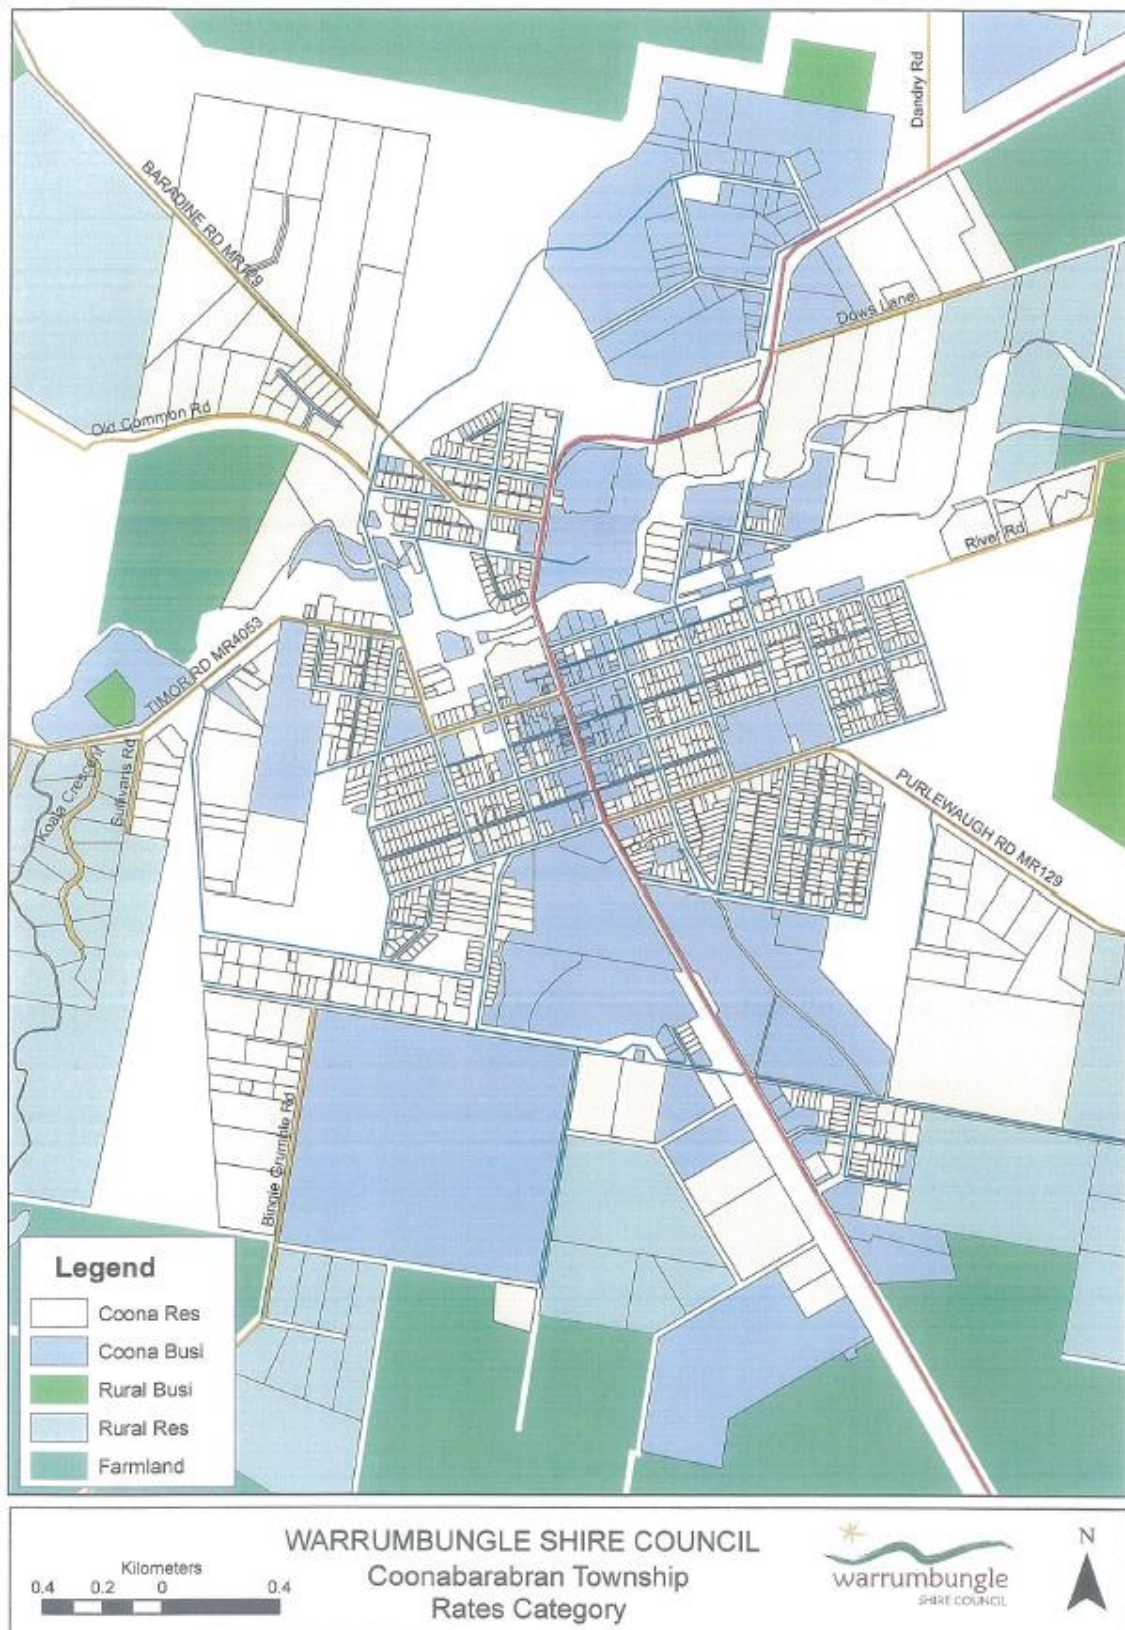 Dandry Rd
BARADINE RD MR129
Dows Lane
Old Common Rd
River Rd
TIMOR RD MR4053
Koala Crescent
Sullivans Rd
PURLEWAUGH RD MR129
Bingie Grumble Rd
Legend
Coona Res
Coona Busi
Rural Busi
Rural Res
Farmland
WARRUMBUNGLE SHIRE COUNCIL
Coonabarabran Township
Rates Category
Kilometers
0.4 0.2 0 0.4
warrumbungle
SHIRE COUNCIL
N